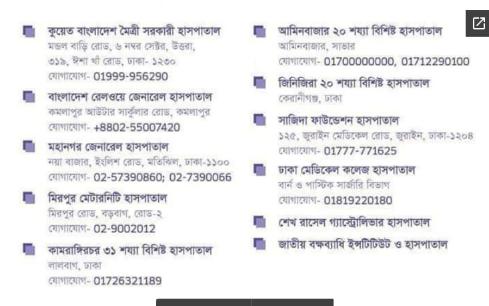 কুয়েত বাংলাদেশ মৈত্রী সরকারী হাসপাতাল
মন্ডল বাড়ি রোড, ৬ নম্বর সেক্টর, উত্তরা,
৩১৯, ঈশা খাঁ রোড, ঢাকা- ১২৩০
যোগাযোগ- 01999-956290
বাংলাদেশ রেলওয়ে জেনারেল হাসপাতাল
কমলাপুর আউটার সার্কুলার রোড, কমলাপুর
যোগাযোগ- +8802-55007420
মহানগর জেনারেল হাসপাতাল
নয়া বাজার, ইংলিশ রোড, মতিঝিল, ঢাকা-১১০০
যোগাযোগ- 02-57390860; 02-7390066
মিরপুর মেটারনিটি হাসপাতাল
মিরপুর রোড, বড়বাগ, রোড-২
যোগাযোগ- 02-9002012
কামরাঙ্গিরচর ৩১ শয্যা বিশিষ্ট হাসপাতাল
লালবাগ, ঢাকা
যোগাযোগ- 01726321189
আমিনবাজার ২০ শয্যা বিশিষ্ট হাসপাতাল
আমিনবাজার, সাভার
যোগাযোগ- 01700000000, 01712290100
জিনিজিরা ২০ শয্যা বিশিষ্ট হাসপাতাল
কেরানীগঞ্জ, ঢাকা
সাজিদা ফাউন্ডেশন হাসপাতাল
১২৫, জুরাইন মেডিকেল রোড, জুরাইন, ঢাকা-১২০৪
যোগাযোগ- 01777-771625
ঢাকা মেডিকেল কলেজ হাসপাতাল
বার্ন ও পাস্টিক সার্জারি বিভাগ
যোগাযোগ- 01819220180
শেখ রাসেল গ্যাস্ট্রোলিভার হাসপাতাল
জাতীয় বক্ষব্যাধি ইন্সটিটিউট ও হাসপাতাল